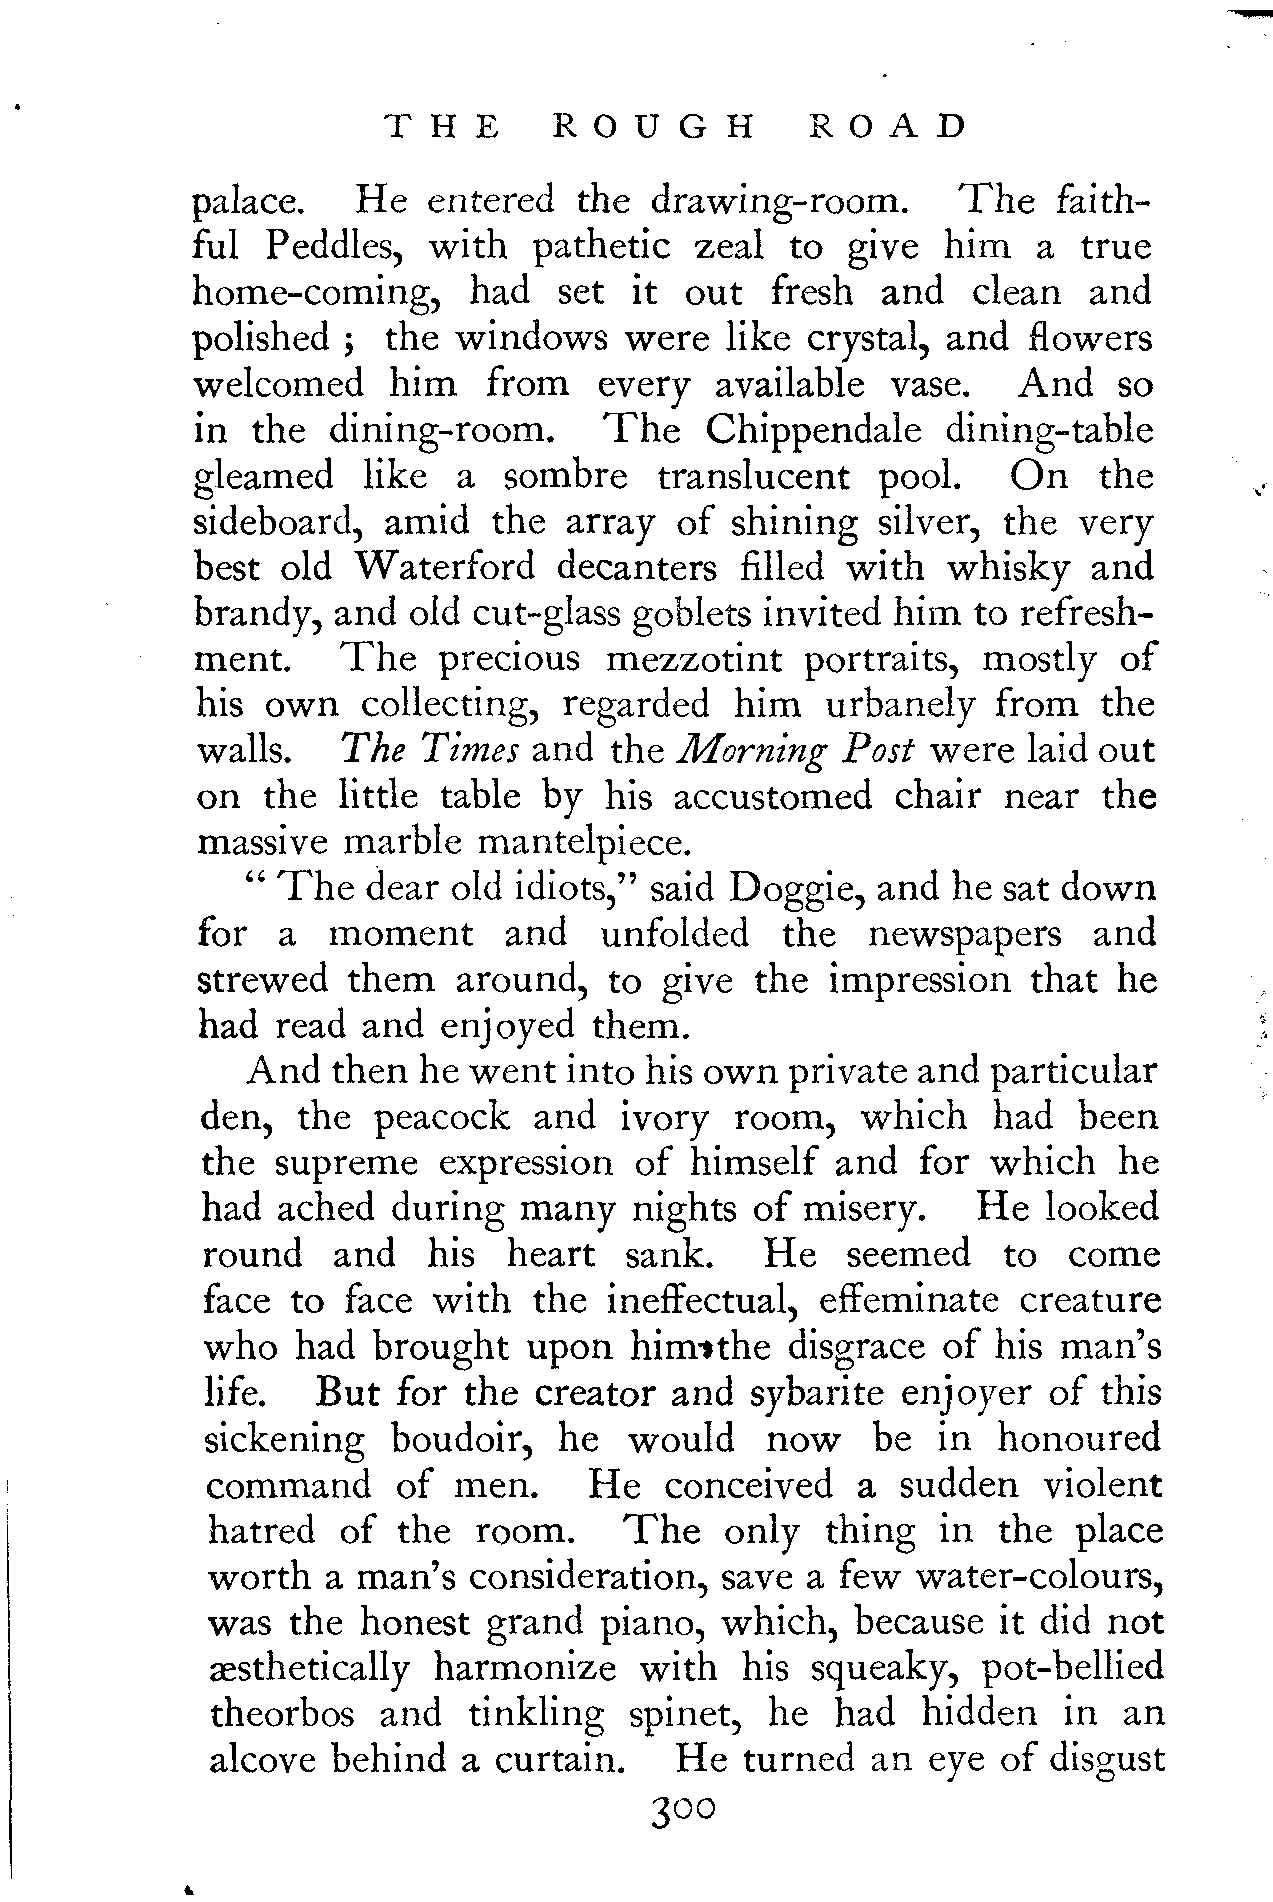 THE ROUGH ROAD
palace. He entered the drawing-room. The faith-
ful Peddles, with pathetic zeal to give him a true
home-coming, had set it out fresh and clean and
polished ; the windows were like crystal, and flowers
welcomed him from every available vase. And so
in the dining-room. The Chippendale dining-table
gleamed like a sombre translucent pool. On the
sideboard, amid the array of shining silver, the very
best old Waterford decanters filled with whisky and
brandy, and old cut-glass goblets invited him to refresh-
ment. The precious mezzotint portraits, mostly of
his own collecting, regarded him urbanely from the
walls. The Times and the Morning Post were laid out
on the little table by his accustomed chair near the
massive marble mantelpiece.
“ The dear old idiots,” said Doggie, and he sat down
for a moment and unfolded the newspapers and
strewed them around, to give the impression that he
had read and enjoyed them.
And then he went into his own private and particular
den, the peacock and ivory room, which had been
the supreme expression of himself and for which he
had ached during many nights of misery. He looked
round and his heart sank. He seemed to come
face to face with the ineffectual, effeminate creature
who had brought upon him the disgrace of his man’s
life. But for the creator and sybarite enjoyer of this
sickening boudoir, he would now be in honoured
command of men. He conceived a sudden violent
hatred of the room. The only thing in the place
worth a man’s consideration, save a few water-colours,
was the honest grand piano, which, because it did not
æsthetically harmonize with his squeaky, pot-bellied
theorbos and tinkling spinet, he had hidden in an
alcove behind a curtain. He turned an eye of disgust
300